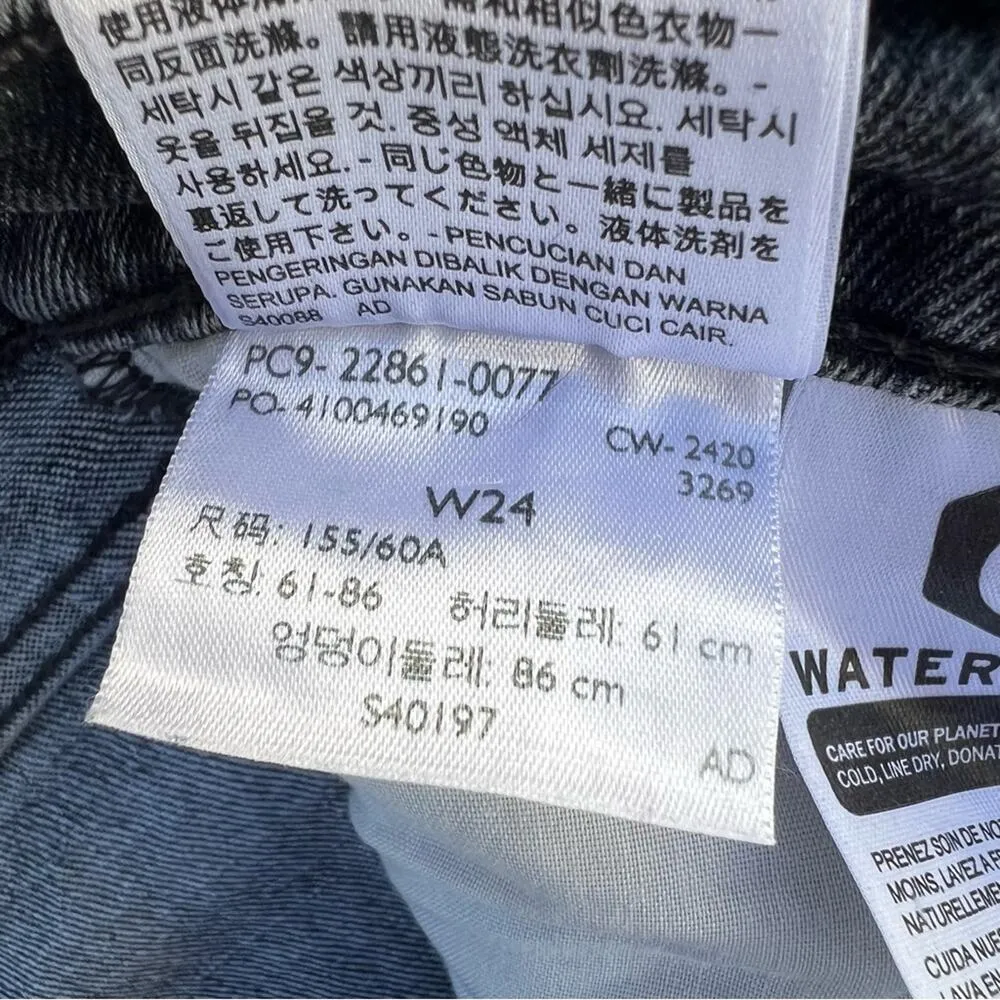 使用液体
需和相似色衣物一
同反面洗滌。請用液態洗衣劑洗滌。-
세탁시 같은 색상끼리 하십시요. 세탁시
옷을 뒤집을 것. 중성 액체 세제를
사용하세요. - 同じ色物と一緒に製品を
裏返して洗ってください。液体洗剤を
ご使用下さい。- PENCUCIAN DAN
PENGERINGAN DIBALIK DENGAN WARNA
SERUPA. GUNAKAN SABUN CUCI CAIR.
S40088 AD
PC9- 22861-0077
PO- 4100469190
CW- 2420
3269
W24
尺码: 155/60A
호칭. 61-86 허리둘레: 61 cm
엉덩이둘레: 86 cm
S40197
AD
WATER
CARE FOR OUR PLANET
COLD, LINE DRY, DONAT
PRENEZ SOIN DE NO
MOINS, LAVEZ À F
NATURELLEME
CUIDA NUE
LAVA EN